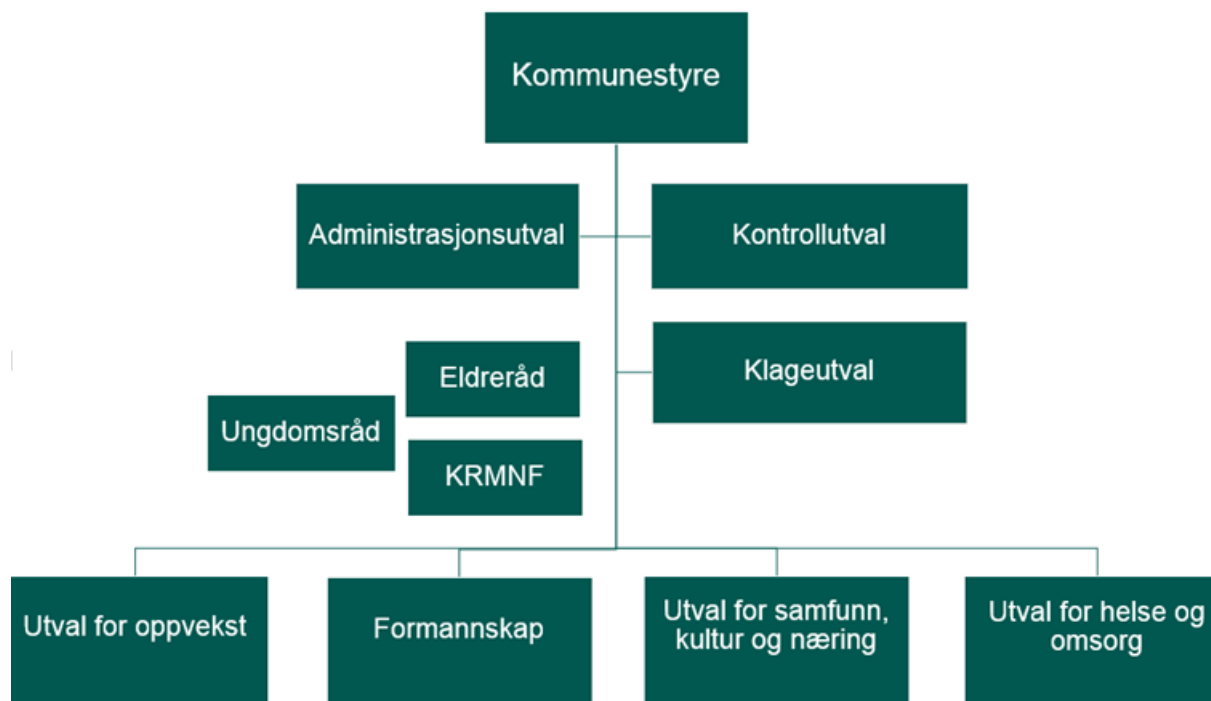 Kommunestyre
Administrasjonsutval
Kontrollutval
Eldreråd
Klageutval
Ungdomsråd
KRMNF
Utval for oppvekst
Formannskap
Utval for samfunn,
kultur og næring
Utval for helse og
omsorg